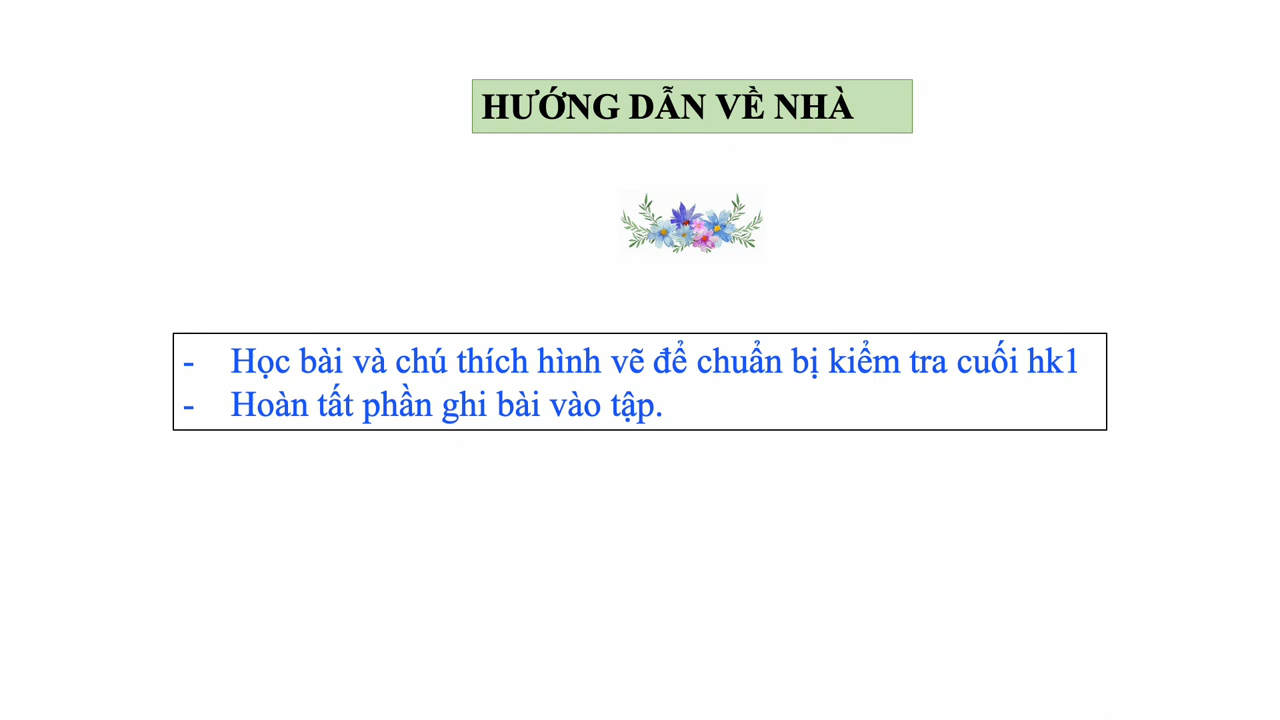 HƯỚNG DẪN VỀ NHÀ
- Học bài và chú thích hình vẽ để chuẩn bị kiểm tra cuối hk1
- Hoàn tất phần ghi bài vào tập.